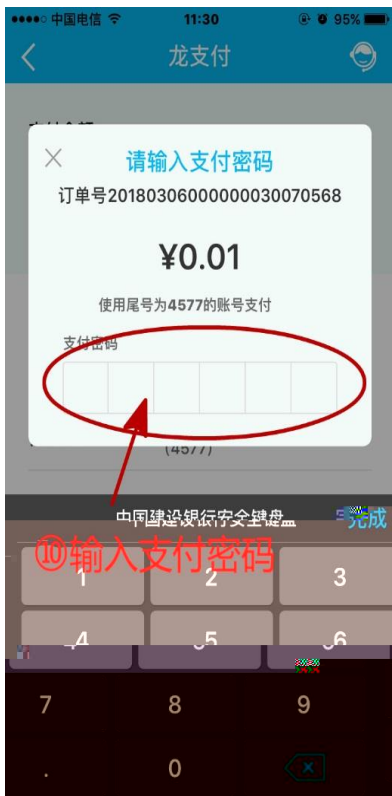 中国电信 11:30 95%
龙支付
请输入支付密码
订单号20180306000000030070568
¥0.01
使用尾号为4577的账号支付
支付密码
(4577)
中国建设银行安全键盘 完成
⑩输入支付密码
1 2 3
4 5 6
7 8 9
. 0